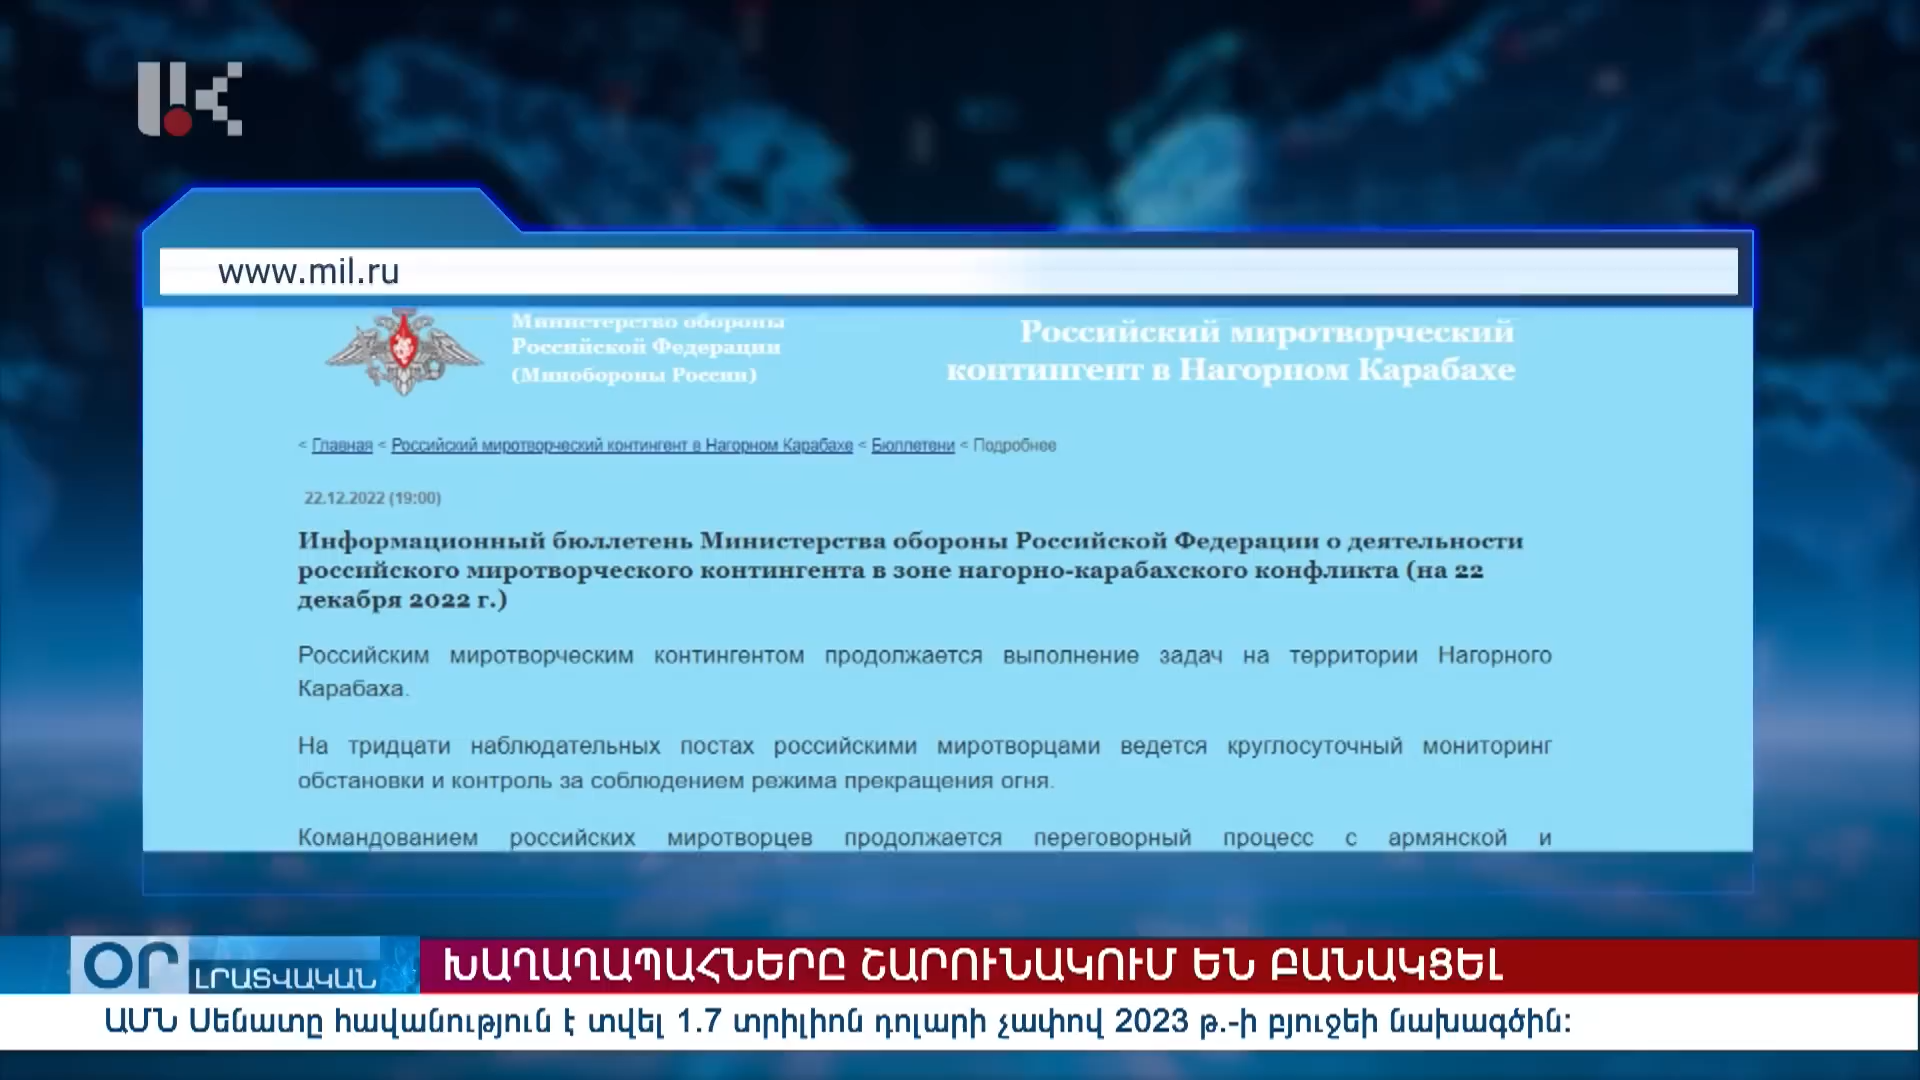 www.mil.ru
Министерство обороны
Российской Федерации
(Минобороны России)
Российский миротворческий
контингент в Нагорном Карабахе
< Главная < Российский миротворческий контингент в Нагорном Карабахе < Бюллетени < Подробнее
22.12.2022 (19:00)
Информационный бюллетень Министерства обороны Российской Федерации о деятельности
российского миротворческого контингента в зоне нагорно-карабахского конфликта (на 22
декабря 2022 г.)
Российским миротворческим контингентом продолжается выполнение задач на территории Нагорного
Карабаха.
На тридцати наблюдательных постах российскими миротворцами ведется круглосуточный мониторинг
обстановки и контроль за соблюдением режима прекращения огня.
Командованием российских миротворцев продолжается переговорный процесс с армянской и
ՕՐ ԼՐԱՏՎԱԿԱՆ
ԽԱՂԱՂԱՊԱՀՆԵՐԸ ՇԱՐՈՒՆԱԿՈՒՄ ԵՆ ԲԱՆԱԿՑԵԼ
ԱՄՆ Սենատը հավանություն է տվել 1.7 տրիլիոն դոլարի չափով 2023 թ.-ի բյուջեի նախագծին: